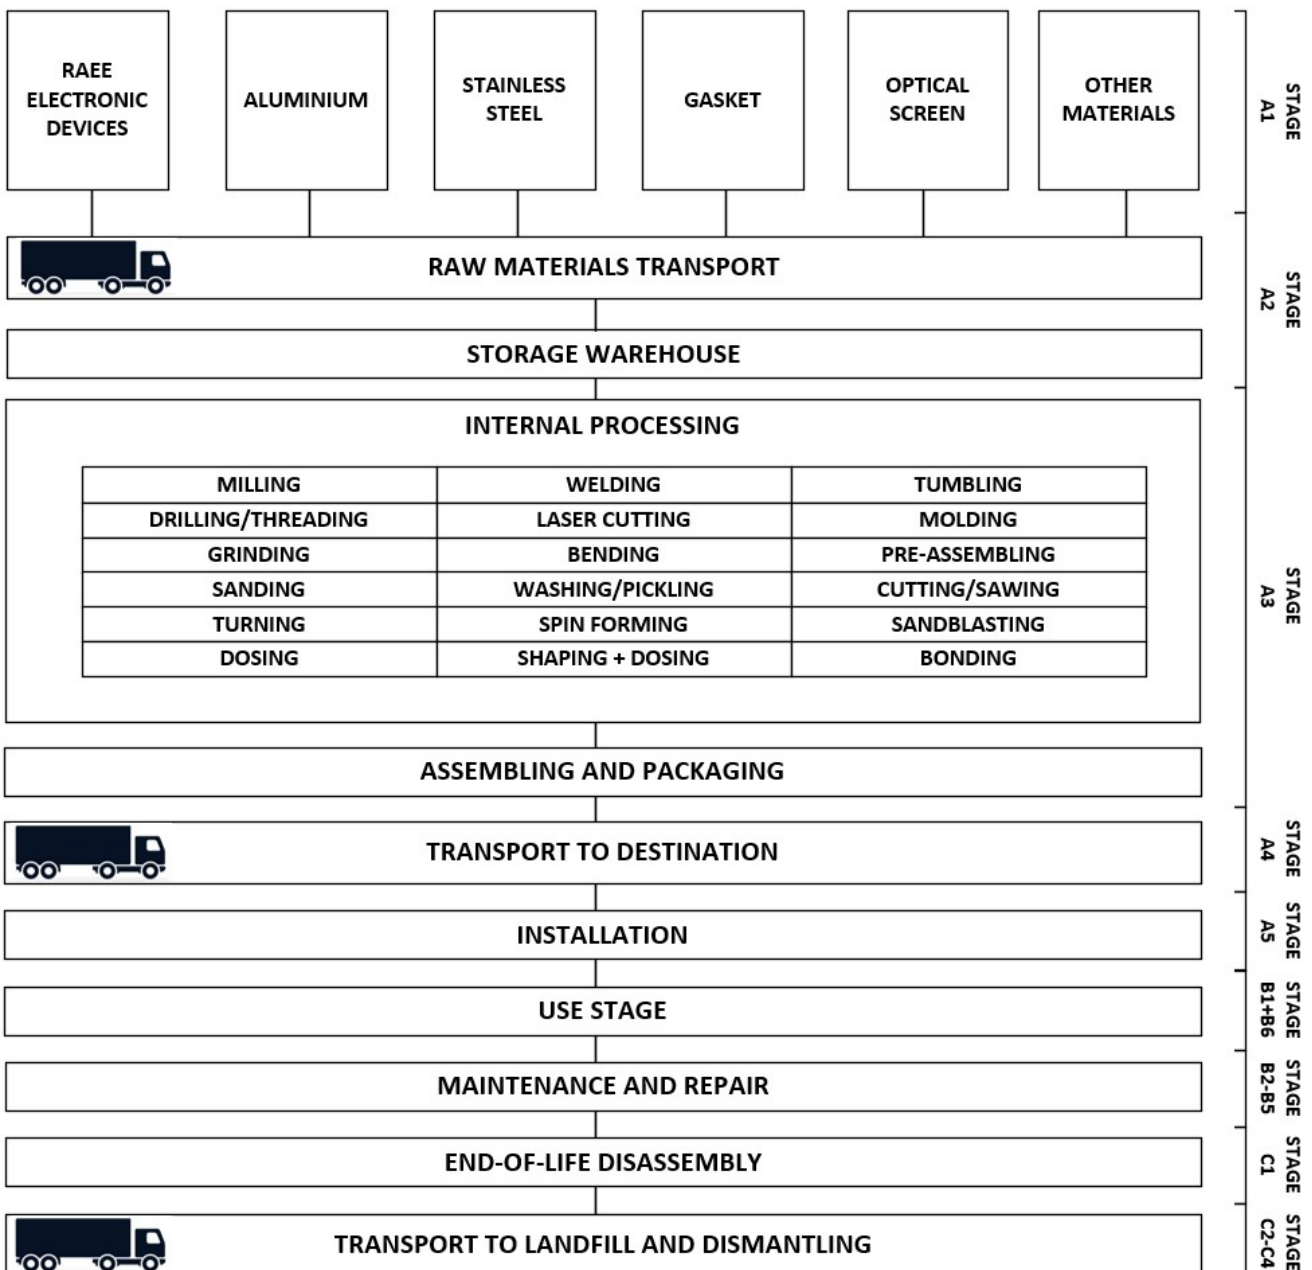 RAEE
ELECTRONIC
DEVICES
ALUMINIUM
STAINLESS
STEEL
GASKET
OPTICAL
SCREEN
OTHER
MATERIALS
STAGE
A1
RAW MATERIALS TRANSPORT
STAGE
A2
STORAGE WAREHOUSE
INTERNAL PROCESSING
MILLING WELDING TUMBLING
DRILLING/THREADING LASER CUTTING MOLDING
GRINDING BENDING PRE-ASSEMBLING
SANDING WASHING/PICKLING CUTTING/SAWING
TURNING SPIN FORMING SANDBLASTING
DOSING SHAPING + DOSING BONDING
STAGE
A3
ASSEMBLING AND PACKAGING
TRANSPORT TO DESTINATION
STAGE
A4
INSTALLATION
STAGE
A5
USE STAGE
STAGE
B1+B6
MAINTENANCE AND REPAIR
STAGE
B2-B5
END-OF-LIFE DISASSEMBLY
STAGE
C1
TRANSPORT TO LANDFILL AND DISMANTLING
STAGE
C2-C4